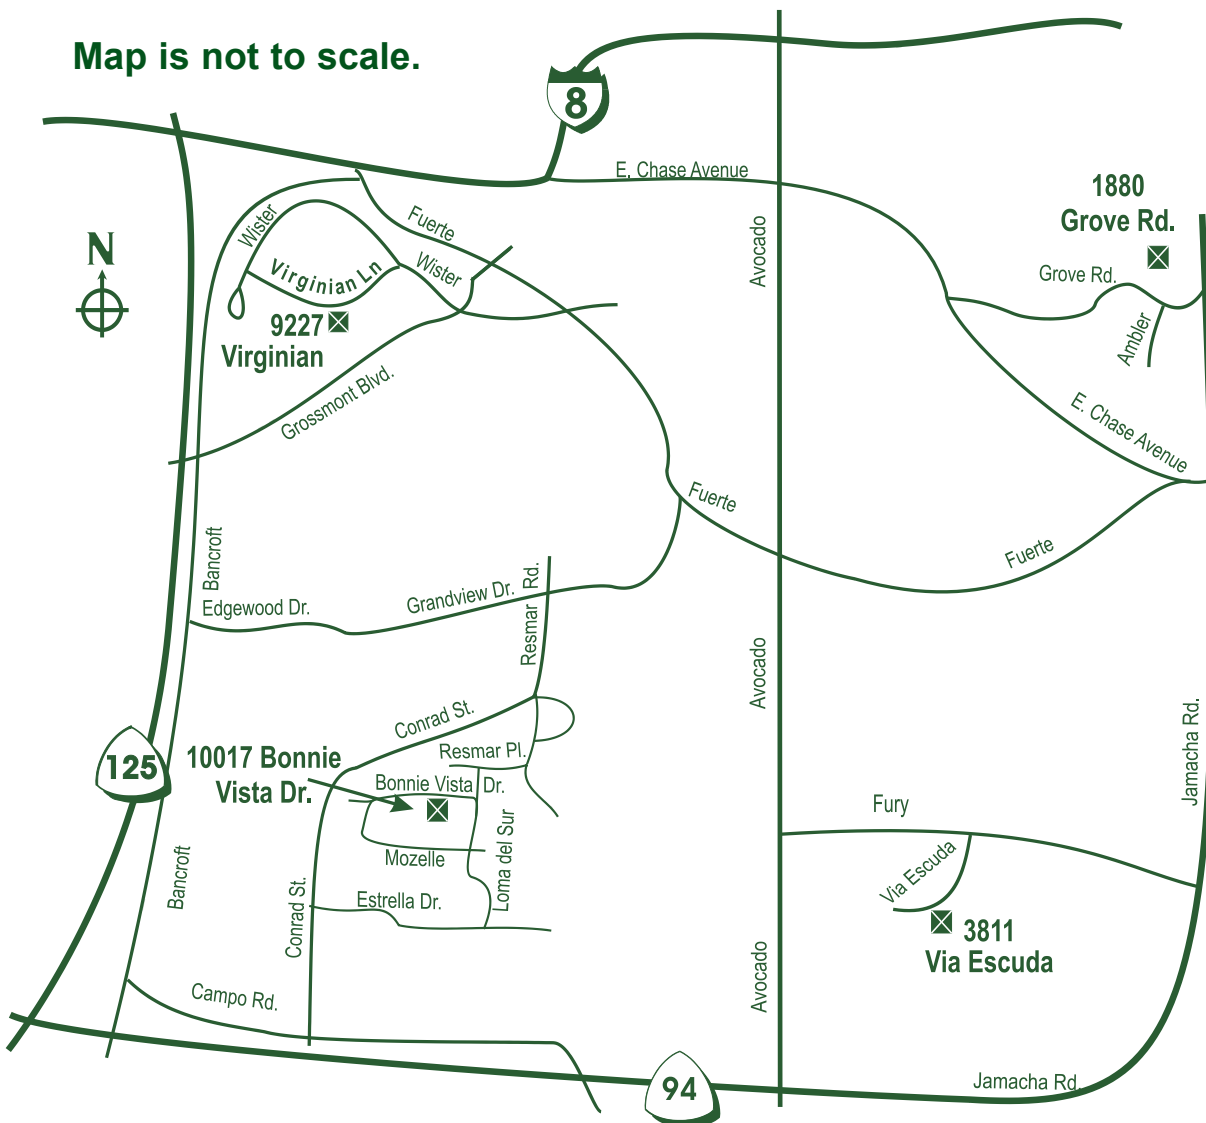 Map is not to scale.
8
E. Chase Avenue
1880
Grove Rd.
Wister
Fuerte
Avocado
N
Virginian Ln
Wister
Grove Rd.
9227
Virginian
Ambler
Grossmont Blvd.
E. Chase Avenue
Fuerte
Bancroft
Fuerte
Edgewood Dr.
Grandview Dr.
Resmar Rd.
Avocado
Conrad St.
Jamacha Rd.
125
10017 Bonnie
Vista Dr.
Resmar Pl.
Bonnie Vista Dr.
Fury
Loma del Sur
Mozelle
Via Escuda
Bancroft
Conrad St.
Estrella Dr.
3811
Via Escuda
Avocado
Campo Rd.
94
Jamacha Rd.